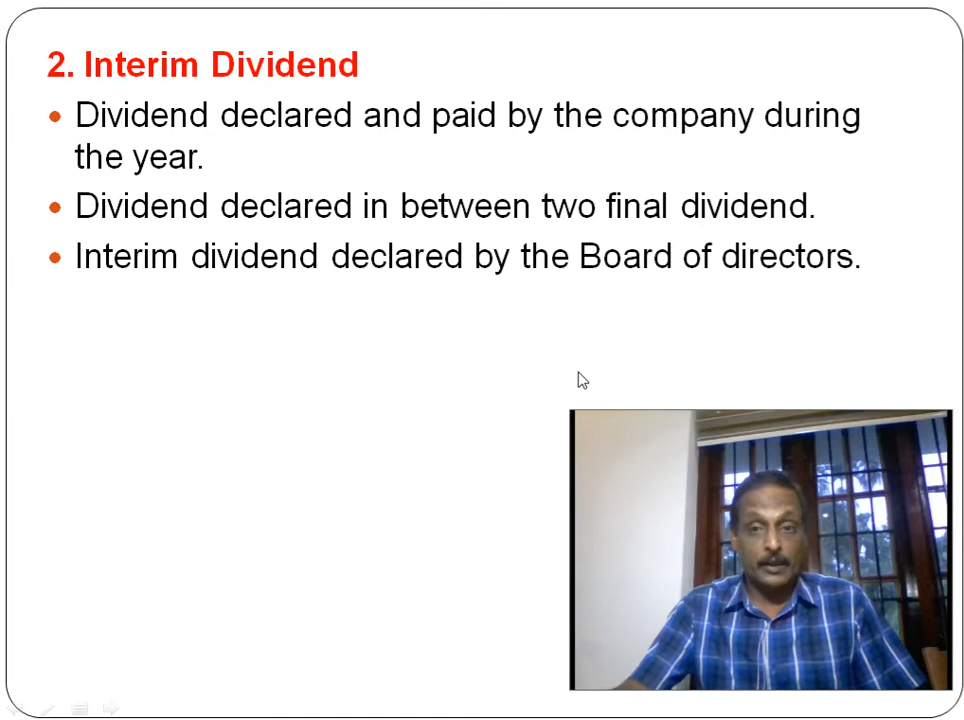 2. Interim Dividend
Dividend declared and paid by the company during
the year.
Dividend declared in between two final dividend.
Interim dividend declared by the Board of directors.